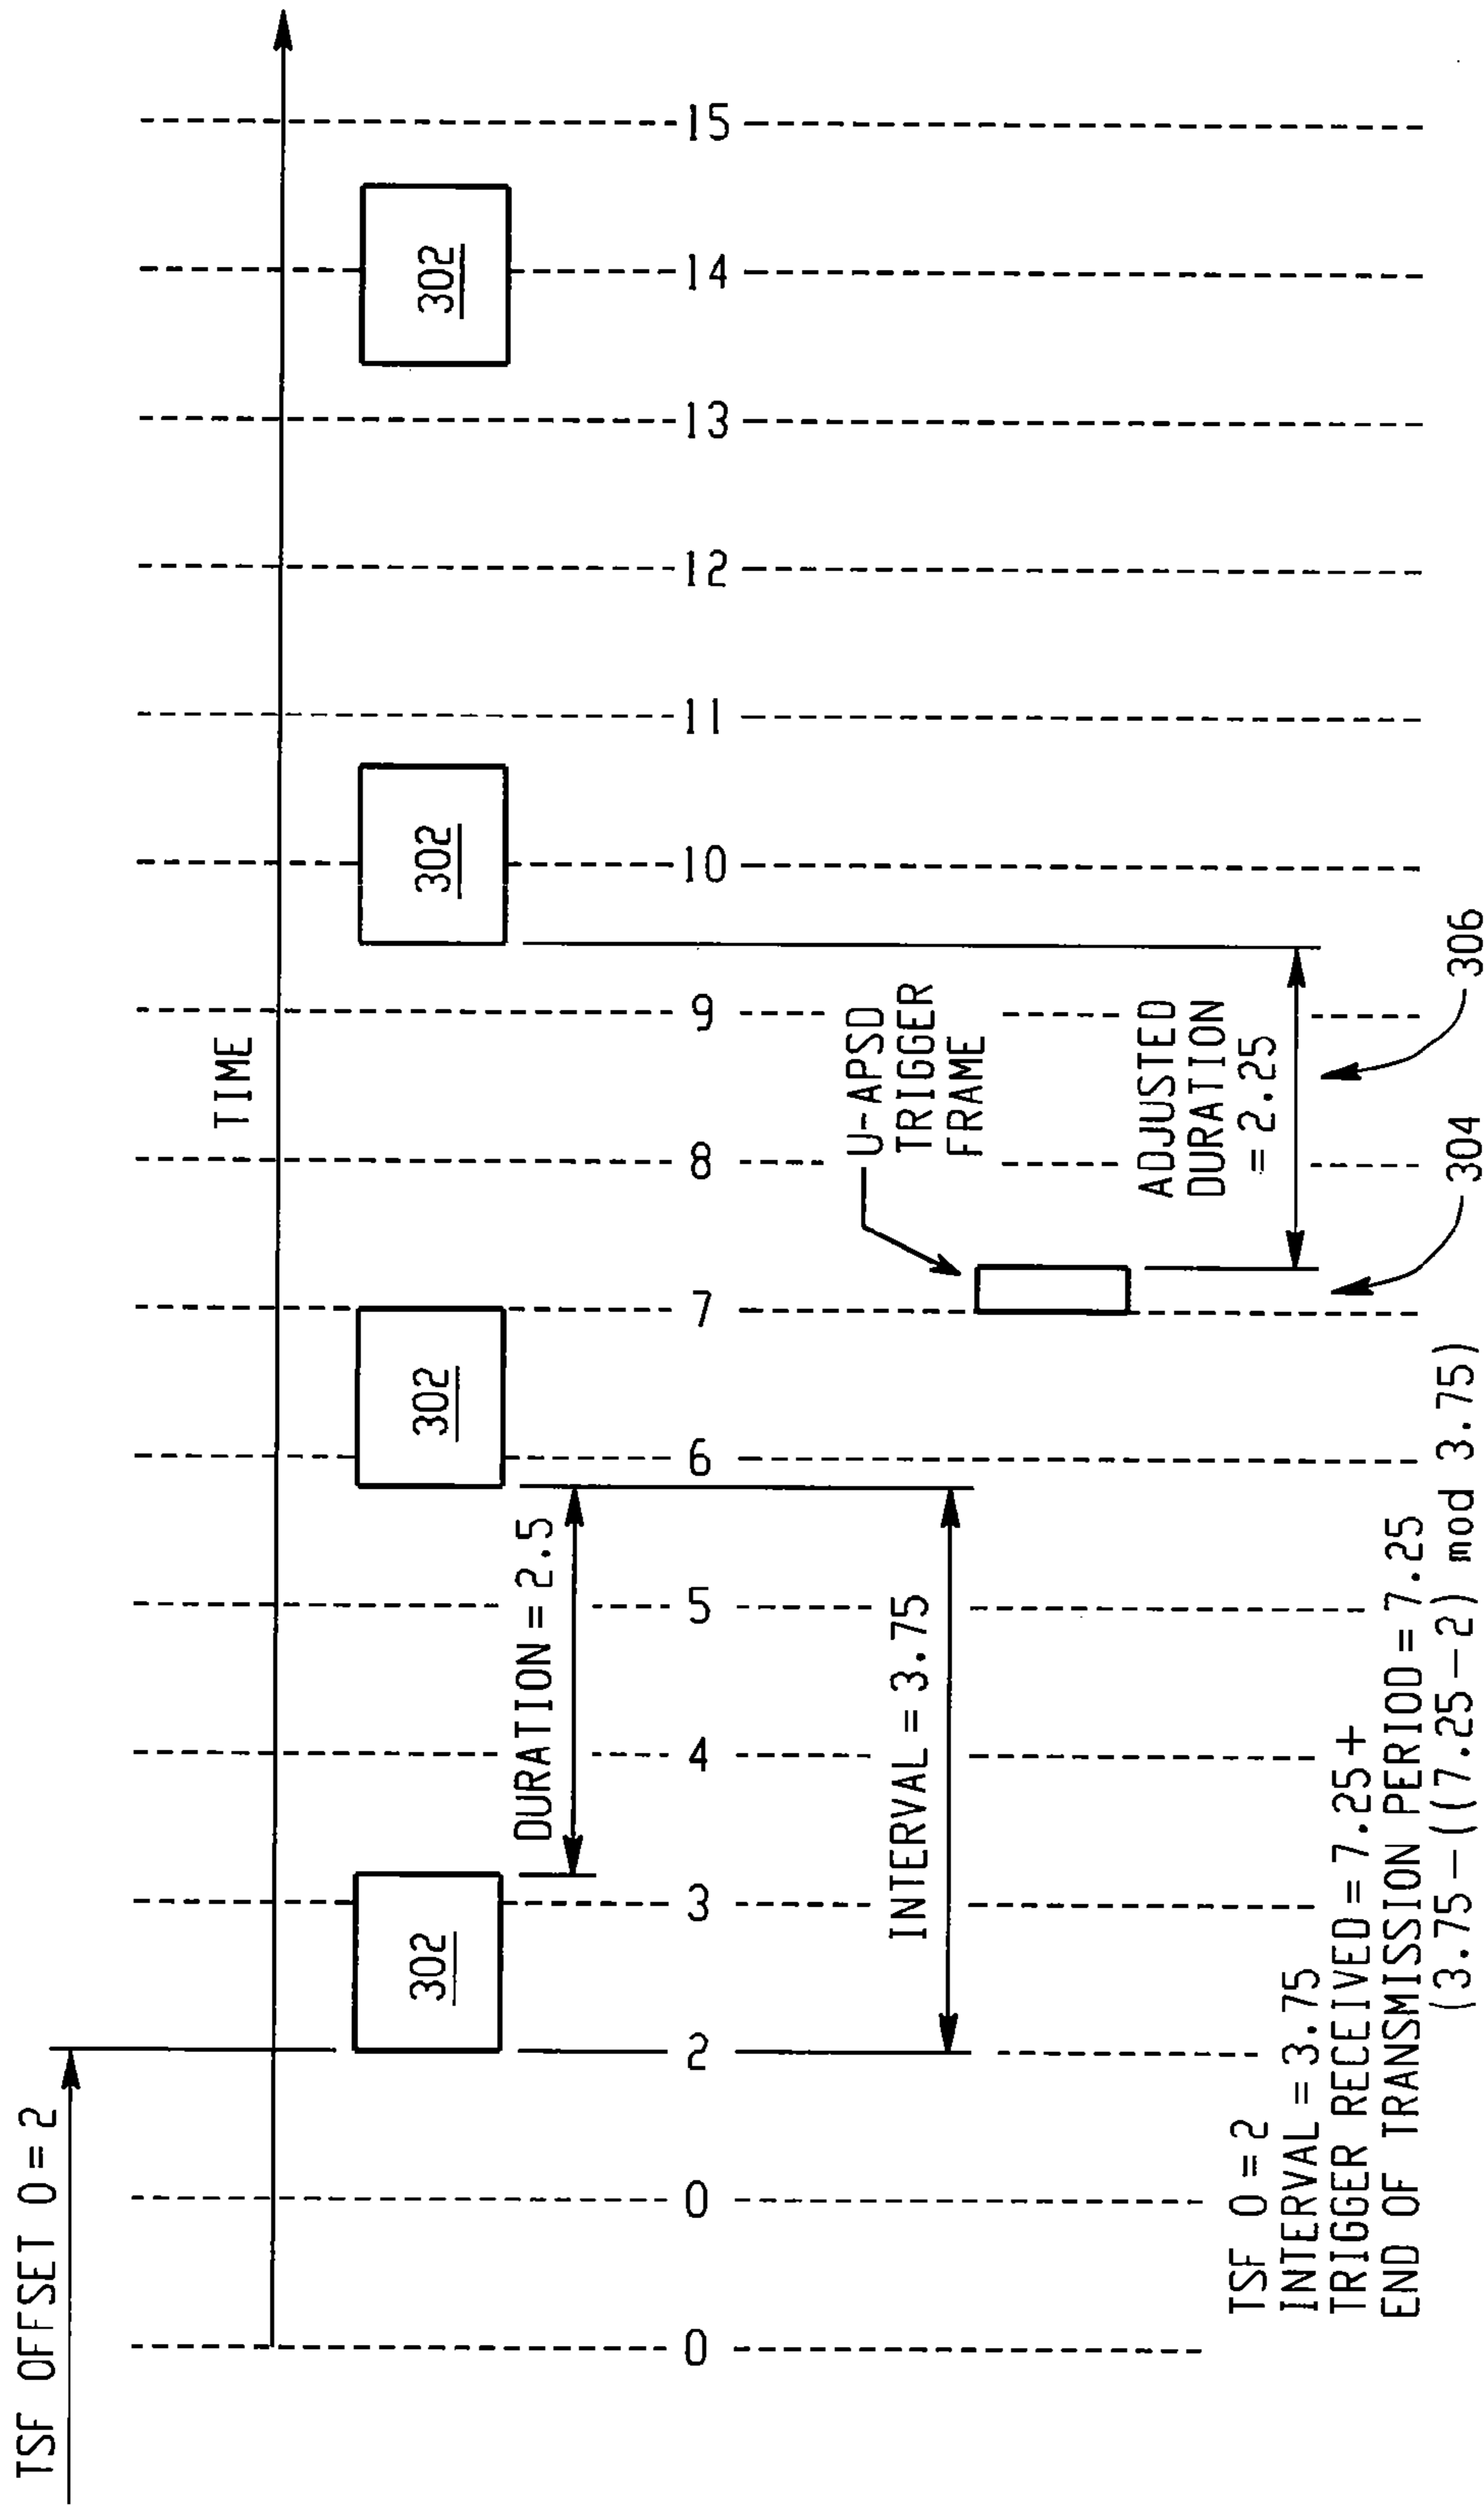 TSF OFFSET 0=2
TIME
302
302
302
302
0
0
2
3
4
5
6
7
8
9
10
11
12
13
14
15
DURATION=2.5
INTERVAL=3.75
U-APSD
TRIGGER
FRAME
ADJUSTED
DURATION
=2.25
304
306
TSF 0=2
INTERVAL=3.75
TRIGGER RECEIVED=7.25+
END OF TRANSMISSION PERIOD=7.25
(3.75-((7.25-2) mod 3.75)